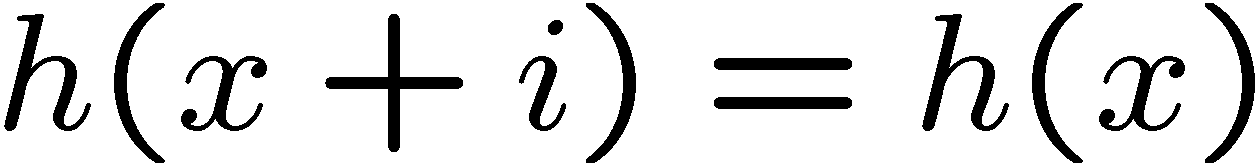 h(x + i) = h(x)